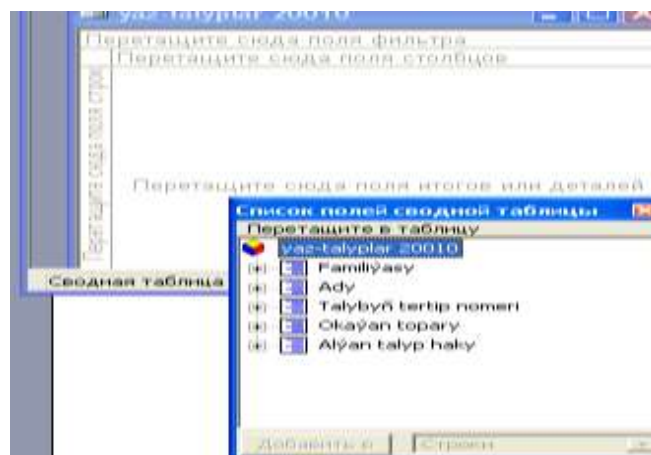 yaz-talyplar 20010
Перетащите сюда поля фильтра
Перетащите сюда поля столбцов
Перетащите сюда поля строк
Перетащите сюда поля итогов или деталей
Список полей сводной таблицы
Перетащите в таблицу
yaz-talyplar 20010
Familiýasy
Ady
Talybyň tertip nomeri
Okaýan topary
Alýan talyp haky
Сводная таблица
Добавить в
Строки